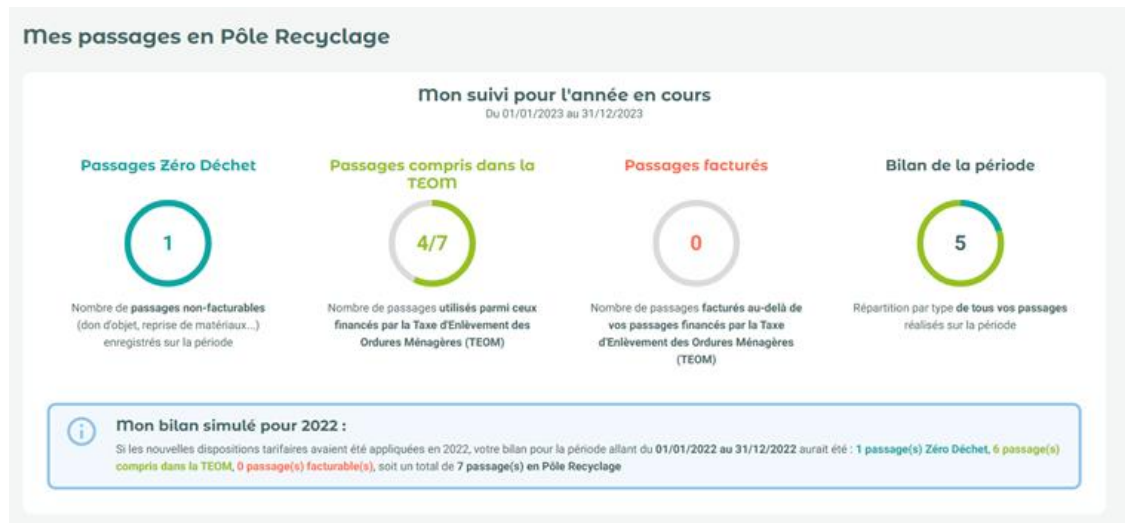 Mes passages en Pôle Recyclage
Mon suivi pour l'année en cours
Du 01/01/2023 au 31/12/2023
Passages Zéro Déchet
1
Nombre de passages non-facturables
(don d'objet, reprise de matériaux...)
enregistrés sur la période
Passages compris dans la
TEOM
4/7
Nombre de passages utilisés parmi ceux
financés par la Taxe d'Enlèvement des
Ordures Ménagères (TEOM)
Passages facturés
0
Nombre de passages facturés au-delà de
vos passages financés par la Taxe
d'Enlèvement des Ordures Ménagères
(TEOM)
Bilan de la période
5
Répartition par type de tous vos passages
réalisés sur la période
Mon bilan simulé pour 2022 :
Si les nouvelles dispositions tarifaires avaient été appliquées en 2022, votre bilan pour la période allant du 01/01/2022 au 31/12/2022 aurait été : 1 passage(s) Zéro Déchet, 6 passage(s)
compris dans la TEOM, 0 passage(s) facturable(s), soit un total de 7 passage(s) en Pôle Recyclage